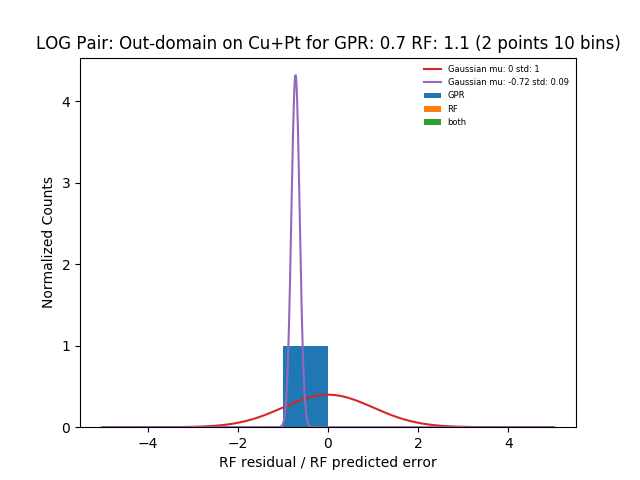 LOG Pair: Out-domain on Cu+Pt for GPR: 0.7 RF: 1.1 (2 points 10 bins)
Gaussian mu: 0 std: 1
Gaussian mu: -0.72 std: 0.09
GPR
RF
both
Normalized Counts
4
3
2
1
0
−4 −2 0 2 4
RF residual / RF predicted error